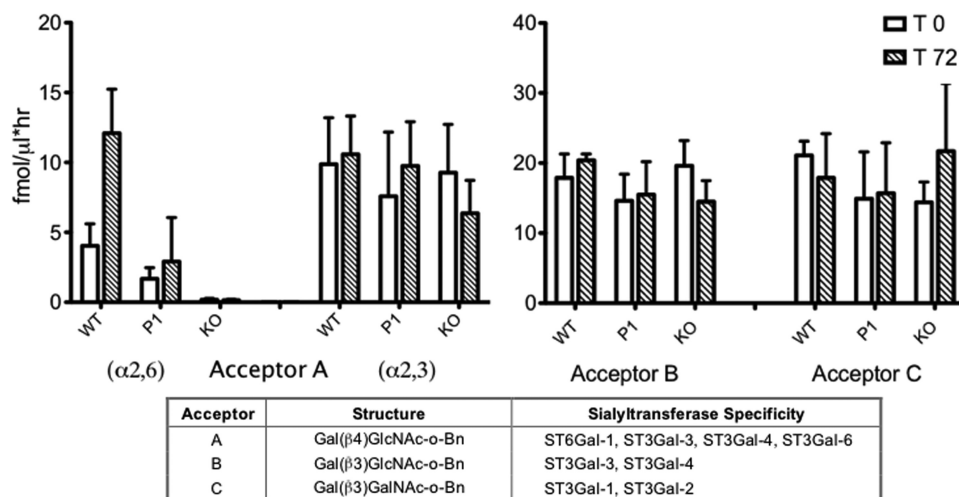 20
15
10
5
0
fmol/μl*hr
WT
P1
KO
WT
P1
KO
(α2,6)
Acceptor A
(α2,3)
40
30
20
10
0
T 0
T 72
WT
P1
KO
WT
P1
KO
Acceptor B
Acceptor C
Acceptor Structure Sialyltransferase Specificity
A Gal(β4)GlcNAc-o-Bn ST6Gal-1, ST3Gal-3, ST3Gal-4, ST3Gal-6
B Gal(β3)GlcNAc-o-Bn ST3Gal-3, ST3Gal-4
C Gal(β3)GalNAc-o-Bn ST3Gal-1, ST3Gal-2